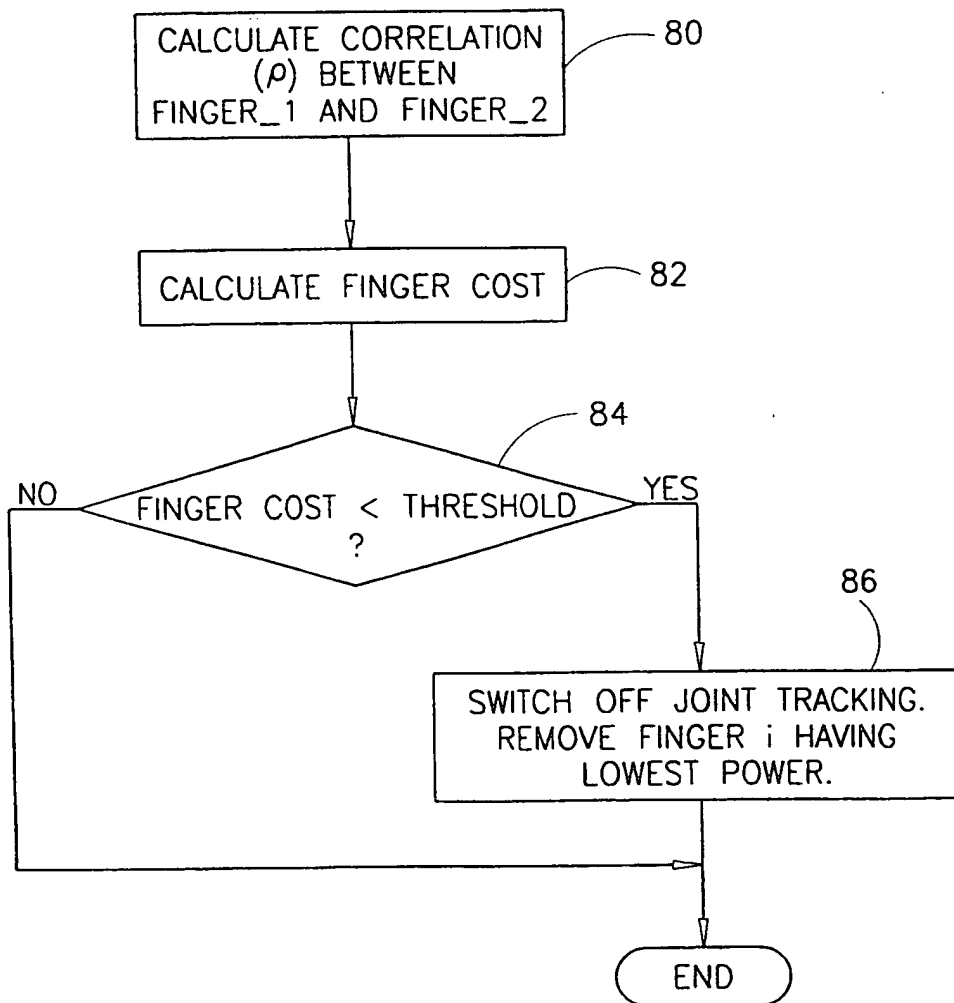 CALCULATE CORRELATION
(ρ) BETWEEN
FINGER_1 AND FINGER_2
80
CALCULATE FINGER COST
82
84
NO
FINGER COST < THRESHOLD
?
YES
86
SWITCH OFF JOINT TRACKING.
REMOVE FINGER i HAVING
LOWEST POWER.
END